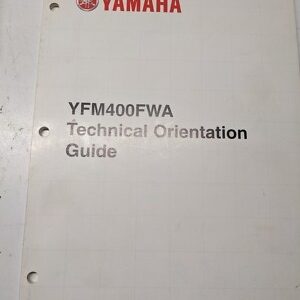 YAMAHA
YFM400FWA
Technical Orientation
Guide